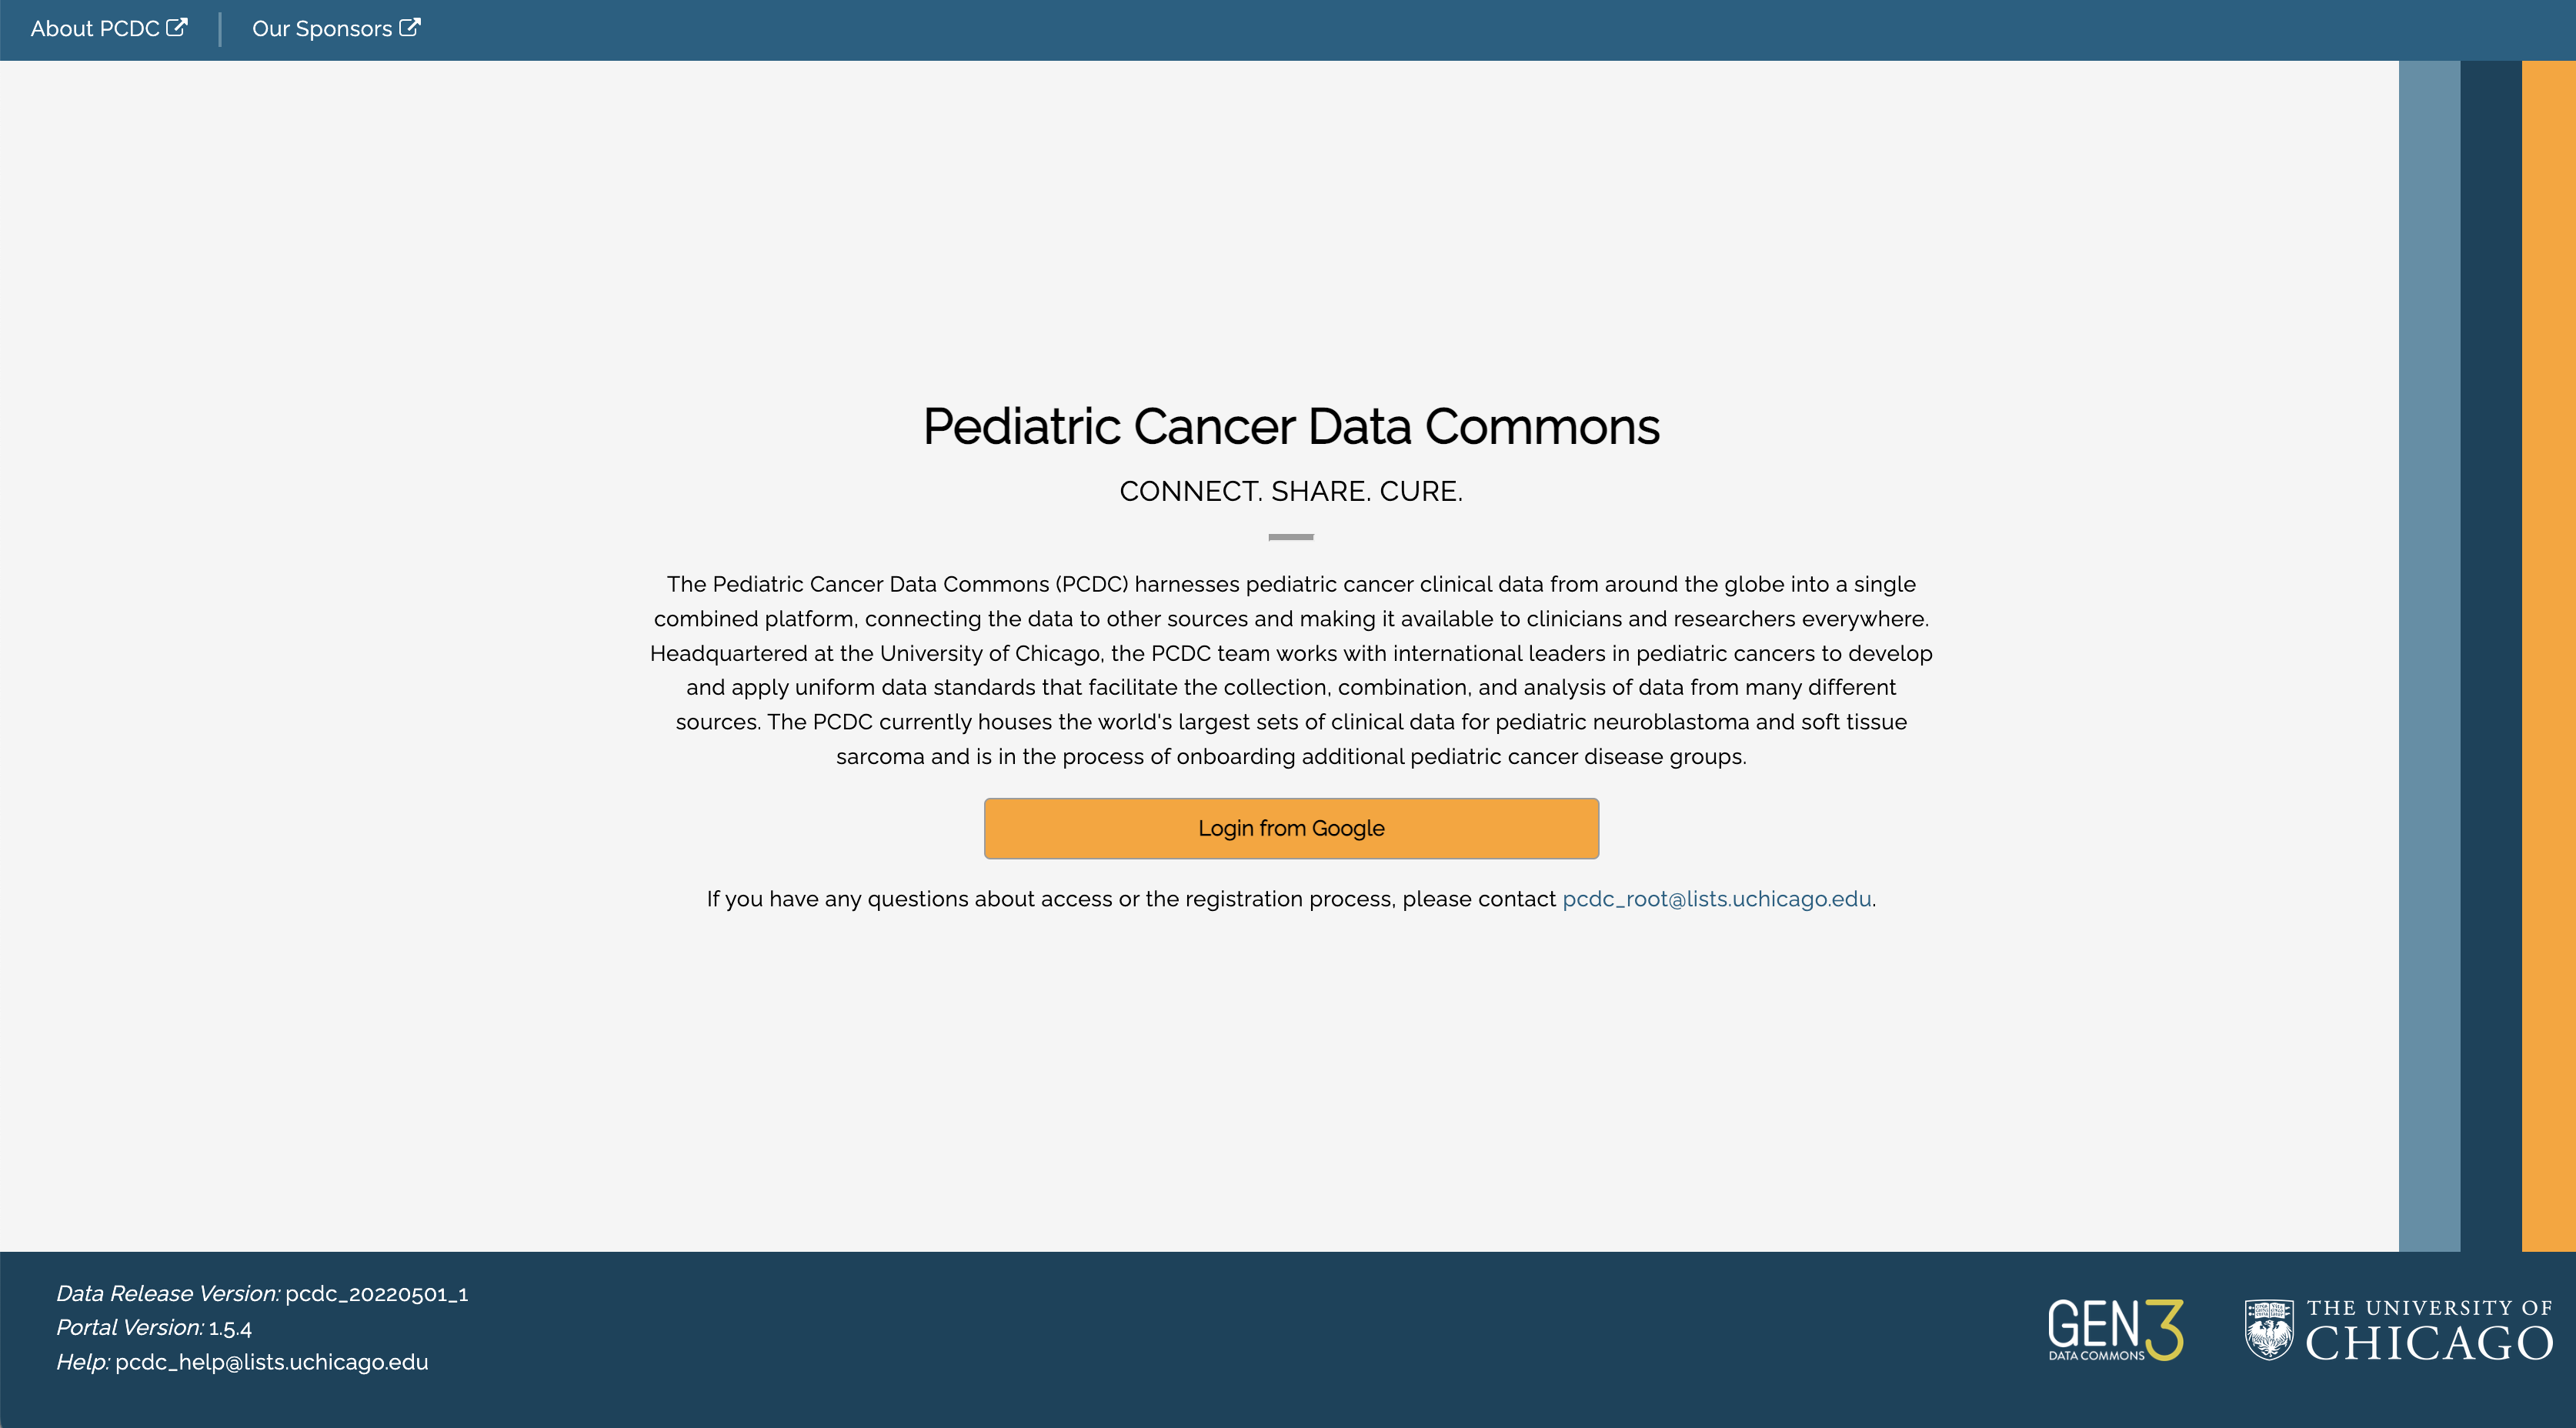 About PCDC
Our Sponsors
Pediatric Cancer Data Commons
CONNECT. SHARE. CURE.
The Pediatric Cancer Data Commons (PCDC) harnesses pediatric cancer clinical data from around the globe into a single
combined platform, connecting the data to other sources and making it available to clinicians and researchers everywhere.
Headquartered at the University of Chicago, the PCDC team works with international leaders in pediatric cancers to develop
and apply uniform data standards that facilitate the collection, combination, and analysis of data from many different
sources. The PCDC currently houses the world's largest sets of clinical data for pediatric neuroblastoma and soft tissue
sarcoma and is in the process of onboarding additional pediatric cancer disease groups.
Login from Google
If you have any questions about access or the registration process, please contact pcdc_root@lists.uchicago.edu.
Data Release Version: pcdc_20220501_1
Portal Version: 1.5.4
Help: pcdc_help@lists.uchicago.edu
GEN3
DATA COMMONS
THE UNIVERSITY OF
CHICAGO